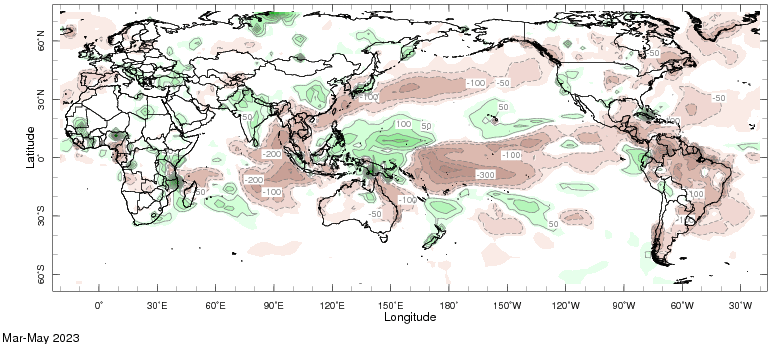 60°N
30°N
0°
30°S
60°S
Latitude
-50
-100
-50
-100
-50
50
50
100
50
-200
-100
-200
-300
-100
50
100
-100
-50
50
0°
30°E
60°E
90°E
120°E
150°E
180°
150°W
120°W
90°W
60°W
30°W
Longitude
Mar-May 2023